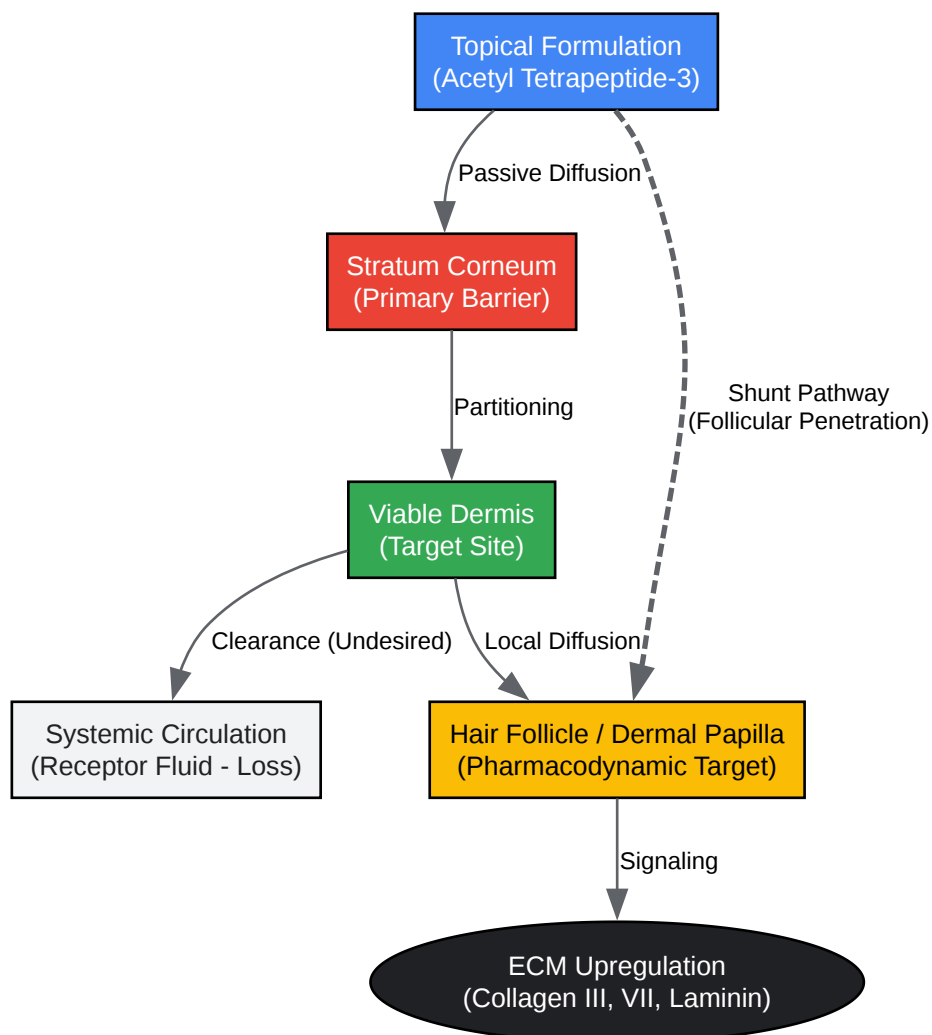 Topical Formulation
(Acetyl Tetrapeptide-3)
Passive Diffusion
Stratum Corneum
(Primary Barrier)
Shunt Pathway
(Follicular Penetration)
Partitioning
Viable Dermis
(Target Site)
Clearance (Undesired)
Local Diffusion
Systemic Circulation
(Receptor Fluid - Loss)
Hair Follicle / Dermal Papilla
(Pharmacodynamic Target)
Signaling
ECM Upregulation
(Collagen III, VII, Laminin)